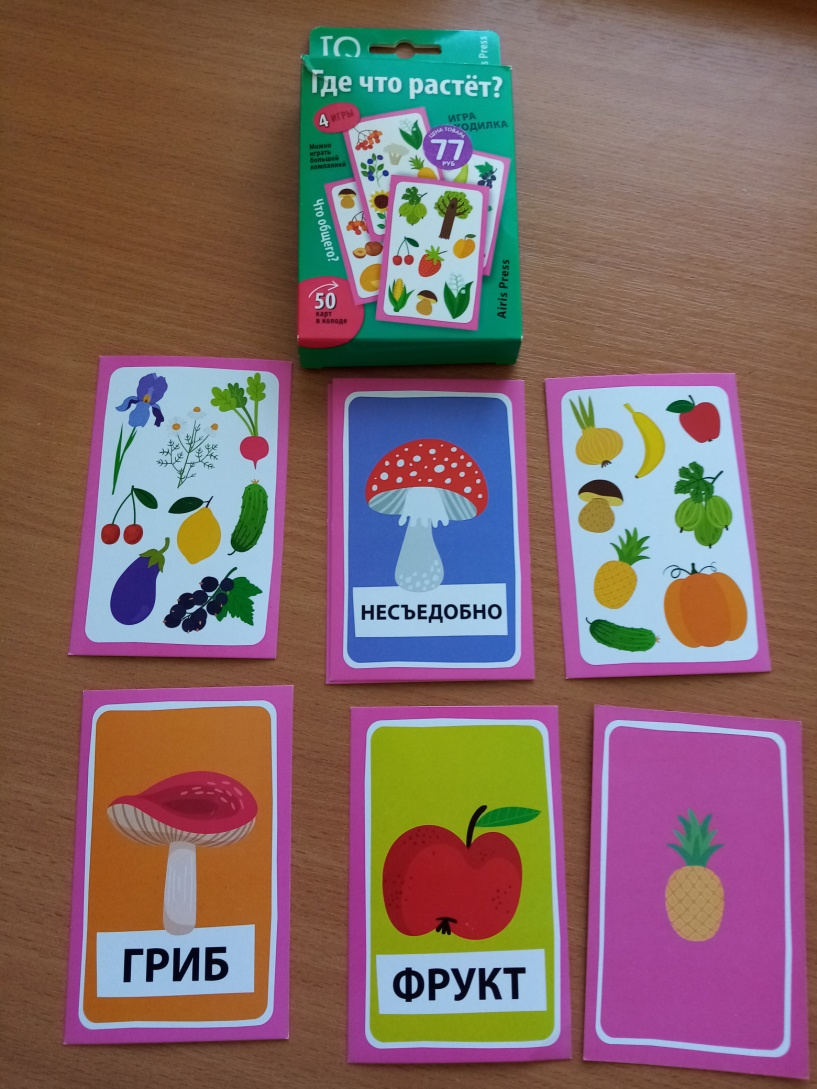 IQ
s Press
Где что растёт?
4 ИГРЫ
ИГРА
ХОДИЛКА
Можно
играть
большой
компанией
ЦЕНА ТОВАРА
77
РУБ
Что общего?
50
карт
в колоде
Airis Press
НЕСЪЕДОБНО
ГРИБ
ФРУКТ